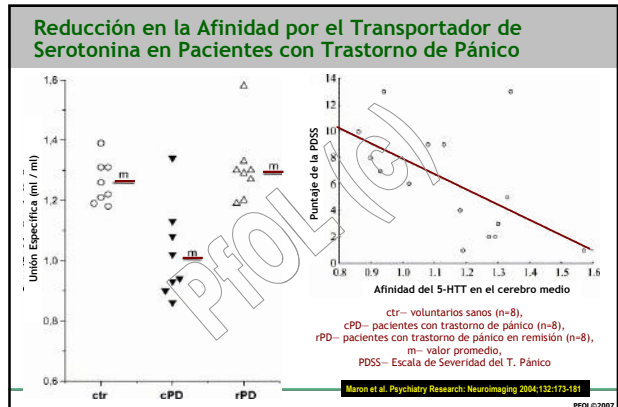 Reducción en la Afinidad por el Transportador de
Serotonina en Pacientes con Trastorno de Pánico
Unión Específica (ml / ml)
1,6
1,4
1,2
1,0
0,8
0,6
m
m
m
ctr
cPD
rPD
Puntaje de la PDSS
14
12
10
8
6
4
2
0
0.8
0.9
1.0
1.1
1.2
1.3
1.4
1.5
1.6
Afinidad del 5-HTT en el cerebro medio
ctr— voluntarios sanos (n=8),
cPD— pacientes con trastorno de pánico (n=8),
rPD— pacientes con trastorno de pánico en remisión (n=8),
m— valor promedio,
PDSS— Escala de Severidad del T. Pánico
Maron et al. Psychiatry Research: Neuroimaging 2004;132:173-181
PFOL©2007
PfOL(c)